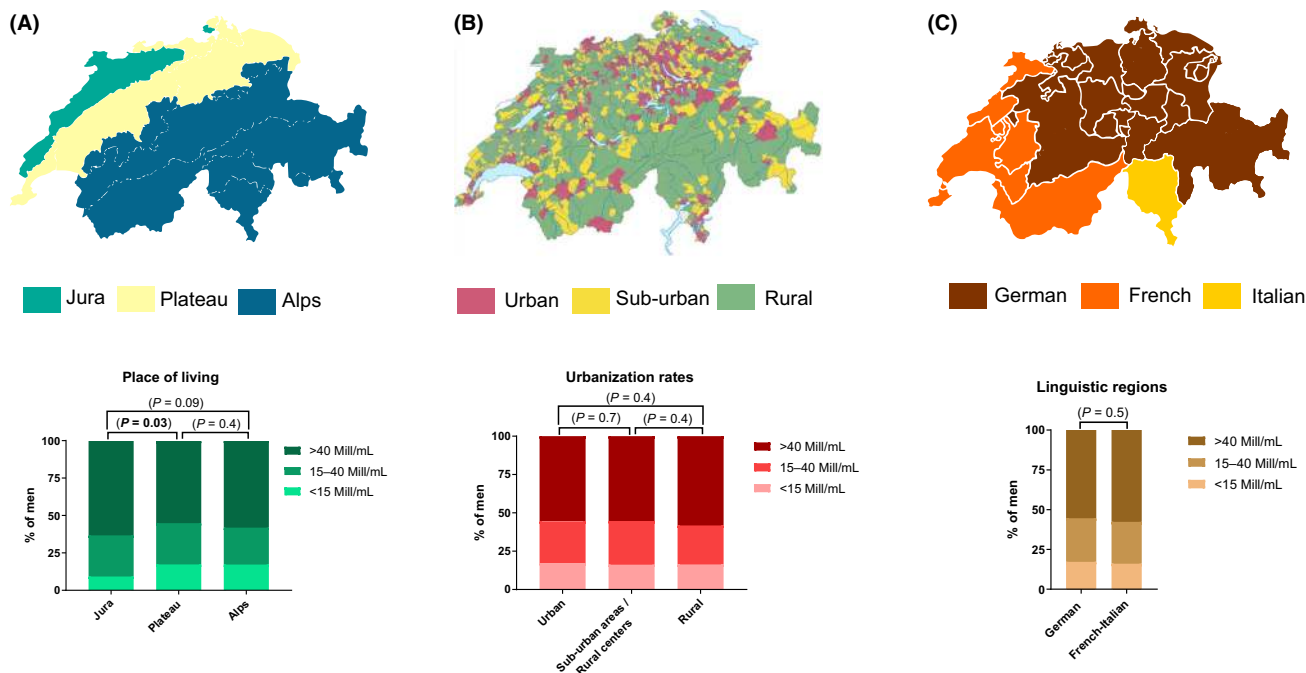 (A)
Jura Plateau Alps
Place of living
(P = 0.09)
(P = 0.03) (P = 0.4)
100
75
50
25
0
% of men
>40 Mill/mL
15–40 Mill/mL
<15 Mill/mL
Jura
Plateau
Alps
(B)
Urban Sub-urban Rural
Urbanization rates
(P = 0.4)
(P = 0.7) (P = 0.4)
100
75
50
25
0
% of men
>40 Mill/mL
15–40 Mill/mL
<15 Mill/mL
Urban
Sub-urban areas /
Rural centers
Rural
(C)
German French Italian
Linguistic regions
(P = 0.5)
100
75
50
25
0
% of men
>40 Mill/mL
15–40 Mill/mL
<15 Mill/mL
German
French-Italian